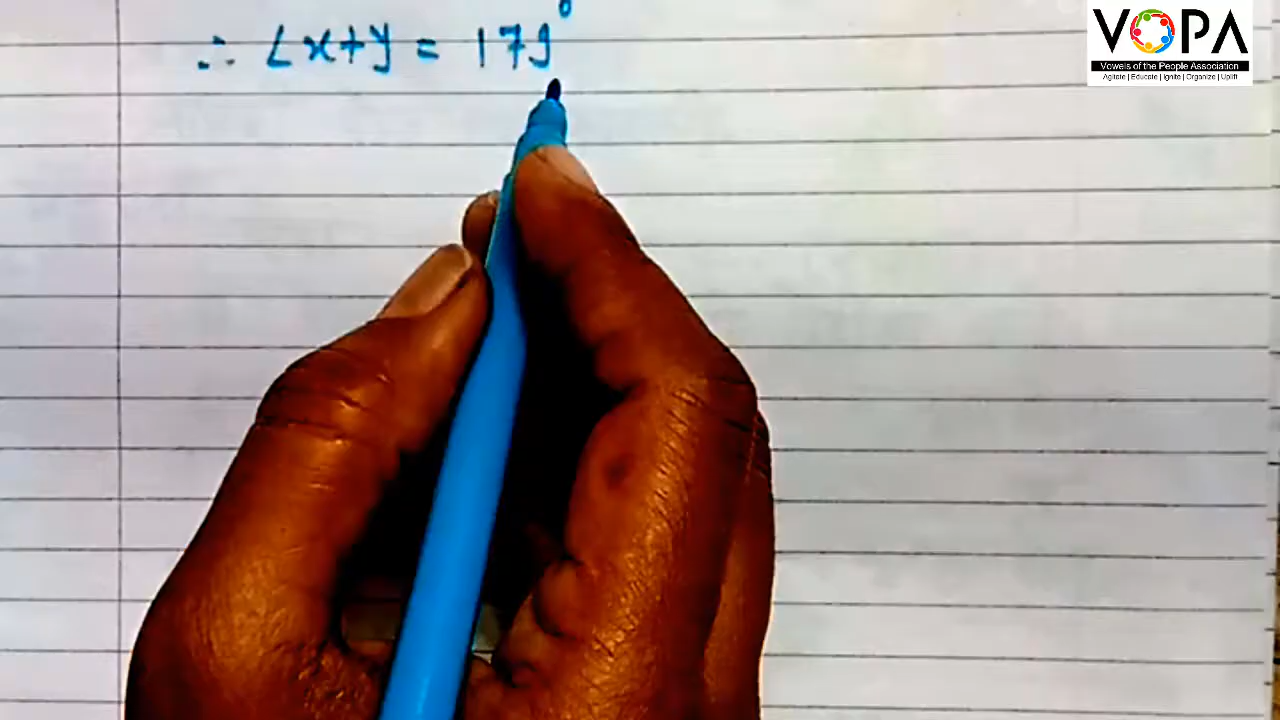 ∴ ∠x+y = 179°
VOPA
Vowels of the People Association
Agitate | Educate | Ignite | Organize | Uplift